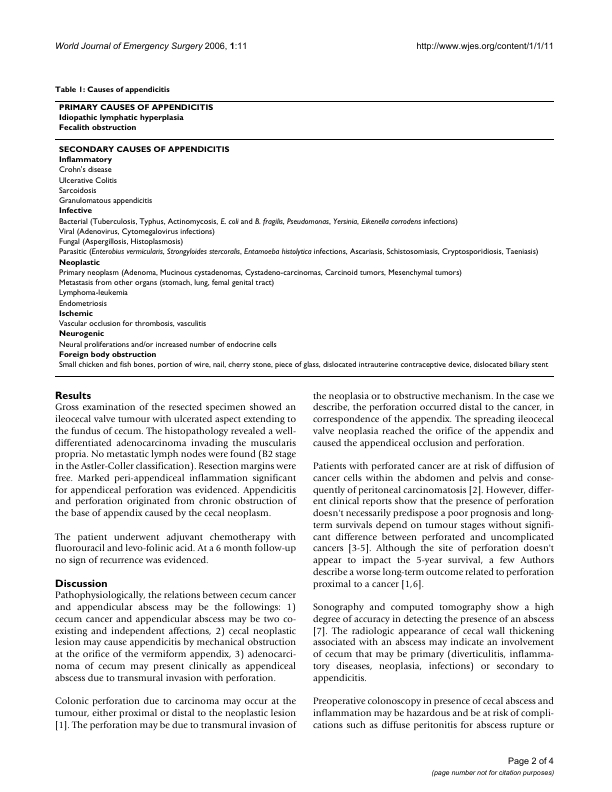 World Journal of Emergency Surgery 2006, 1:11
http://www.wjes.org/content/1/1/11
Table 1: Causes of appendicitis
PRIMARY CAUSES OF APPENDICITIS
Idiopathic lymphatic hyperplasia
Fecalith obstruction
SECONDARY CAUSES OF APPENDICITIS
Inflammatory
Crohn's disease
Ulcerative Colitis
Sarcoidosis
Granulomatous appendicitis
Infective
Bacterial (Tuberculosis, Typhus, Actinomycosis, E. coli and B. fragilis, Pseudomonas, Yersinia, Eikenella corrodens infections)
Viral (Adenovirus, Cytomegalovirus infections)
Fungal (Aspergillosis, Histoplasmosis)
Parasitic (Enterobius vermicularis, Strongyloides stercoralis, Entamoeba histolytica infections, Ascariasis, Schistosomiasis, Cryptosporidiosis, Taeniasis)
Neoplastic
Primary neoplasm (Adenoma, Mucinous cystadenomas, Cystadeno-carcinomas, Carcinoid tumors, Mesenchymal tumors)
Metastasis from other organs (stomach, lung, femal genital tract)
Lymphoma-leukemia
Endometriosis
Ischemic
Vascular occlusion for thrombosis, vasculitis
Neurogenic
Neural proliferations and/or increased number of endocrine cells
Foreign body obstruction
Small chicken and fish bones, portion of wire, nail, cherry stone, piece of glass, dislocated intrauterine contraceptive device, dislocated biliary stent
Results
Gross examination of the resected specimen showed an
ileocecal valve tumour with ulcerated aspect extending to
the fundus of cecum. The histopathology revealed a well-
differentiated adenocarcinoma invading the muscularis
propria. No metastatic lymph nodes were found (B2 stage
in the Astler-Coller classification). Resection margins were
free. Marked peri-appendiceal inflammation significant
for appendiceal perforation was evidenced. Appendicitis
and perforation originated from chronic obstruction of
the base of appendix caused by the cecal neoplasm.
The patient underwent adjuvant chemotherapy with
fluorouracil and levo-folinic acid. At a 6 month follow-up
no sign of recurrence was evidenced.
Discussion
Pathophysiologically, the relations between cecum cancer
and appendicular abscess may be the followings: 1)
cecum cancer and appendicular abscess may be two co-
existing and independent affections, 2) cecal neoplastic
lesion may cause appendicitis by mechanical obstruction
at the orifice of the vermiform appendix, 3) adenocarci-
noma of cecum may present clinically as appendiceal
abscess due to transmural invasion with perforation.
Colonic perforation due to carcinoma may occur at the
tumour, either proximal or distal to the neoplastic lesion
[1]. The perforation may be due to transmural invasion of
the neoplasia or to obstructive mechanism. In the case we
describe, the perforation occurred distal to the cancer, in
correspondence of the appendix. The spreading ileocecal
valve neoplasia reached the orifice of the appendix and
caused the appendiceal occlusion and perforation.
Patients with perforated cancer are at risk of diffusion of
cancer cells within the abdomen and pelvis and conse-
quently of peritoneal carcinomatosis [2]. However, differ-
ent clinical reports show that the presence of perforation
doesn't necessarily predispose a poor prognosis and long-
term survivals depend on tumour stages without signifi-
cant difference between perforated and uncomplicated
cancers [3-5]. Although the site of perforation doesn't
appear to impact the 5-year survival, a few Authors
describe a worse long-term outcome related to perforation
proximal to a cancer [1,6].
Sonography and computed tomography show a high
degree of accuracy in detecting the presence of an abscess
[7]. The radiologic appearance of cecal wall thickening
associated with an abscess may indicate an involvement
of cecum that may be primary (diverticulitis, inflamma-
tory diseases, neoplasia, infections) or secondary to
appendicitis.
Preoperative colonoscopy in presence of cecal abscess and
inflammation may be hazardous and be at risk of compli-
cations such as diffuse peritonitis for abscess rupture or
Page 2 of 4
(page number not for citation purposes)